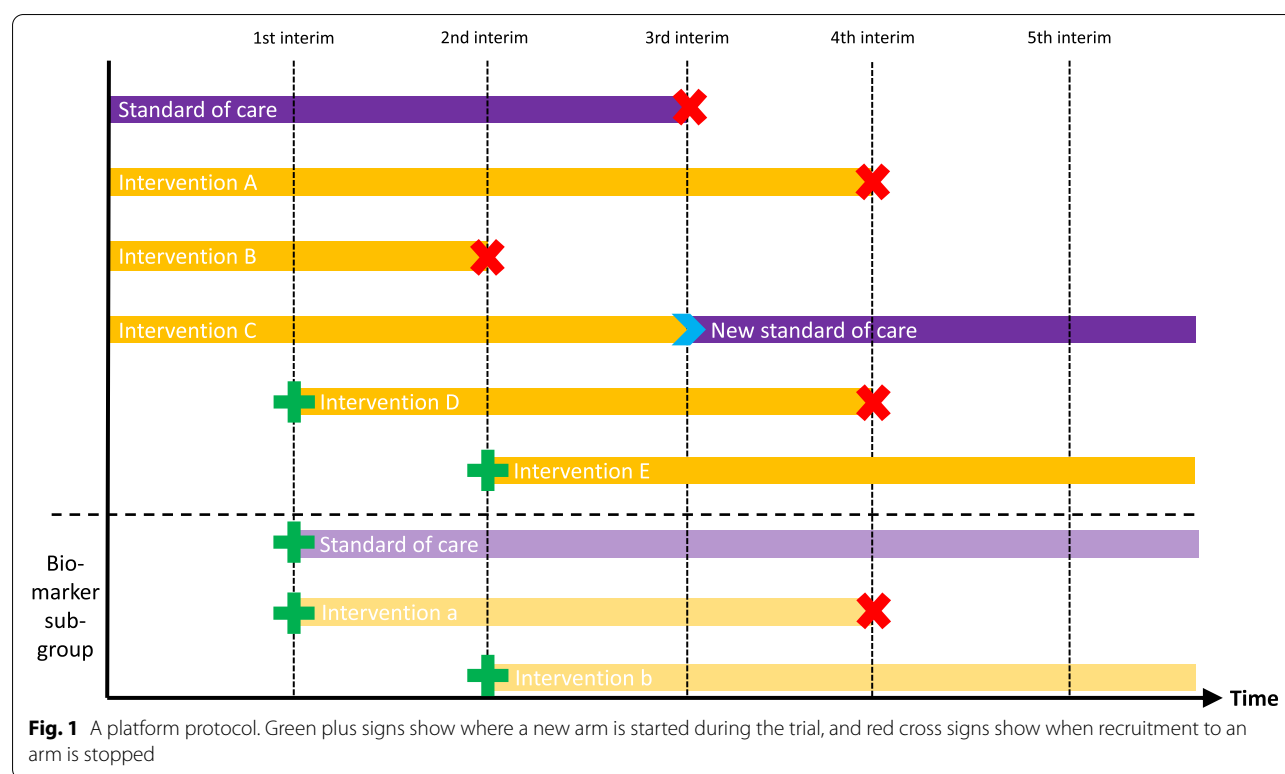 1st interim 2nd interim 3rd interim 4th interim 5th interim
Standard of care
Intervention A
Intervention B
Intervention C New standard of care
Intervention D
Intervention E
Standard of care
Bio-
marker
sub-
group
Intervention a
Intervention b
Time
Fig. 1 A platform protocol. Green plus signs show where a new arm is started during the trial, and red cross signs show when recruitment to an
arm is stopped